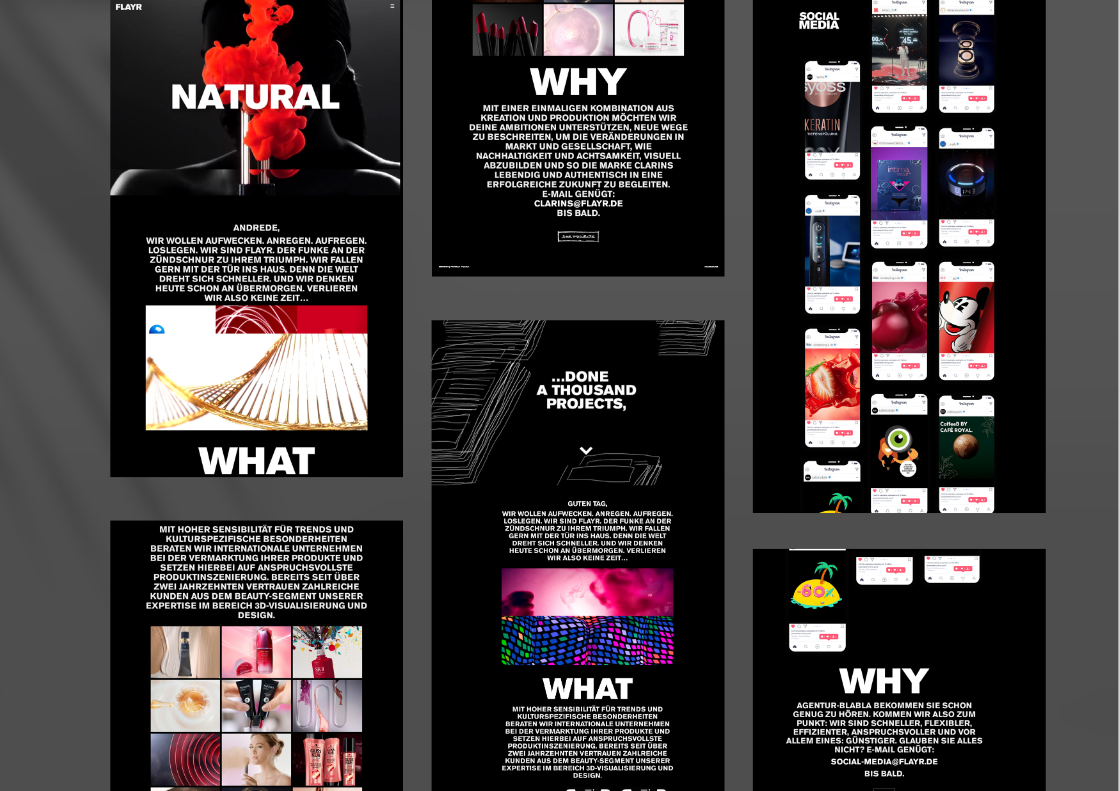 FLAYR
NATURAL
ANDREDE,
WIR WOLLEN AUFWECKEN. ANREGEN. AUFREGEN.
LOSLEGEN. WIR SIND FLAYR. DER FUNKE AN DER
ZÜNDSCHNUR ZU IHREM TRIUMPH. WIR FALLEN
GERN MIT DER TÜR INS HAUS. DENN DIE WELT
DREHT SICH SCHNELLER. UND WIR DENKEN
HEUTE SCHON AN ÜBERMORGEN. VERLIEREN
WIR ALSO KEINE ZEIT...
WHAT
MIT HOHER SENSIBILITÄT FÜR TRENDS UND
KULTURSPEZIFISCHE BESONDERHEITEN
BERATEN WIR INTERNATIONALE UNTERNEHMEN
BEI DER VERMARKTUNG IHRER PRODUKTE UND
SETZEN HIERBEI AUF ANSPRUCHSVOLLSTE
PRODUKTINSZENIERUNG. BEREITS SEIT ÜBER
ZWEI JAHRZEHNTEN VERTRAUEN ZAHLREICHE
KUNDEN AUS DEM BEAUTY-SEGMENT UNSERER
EXPERTISE IM BEREICH 3D-VISUALISIERUNG UND
DESIGN.
WHY
MIT EINER EINMALIGEN KOMBINATION AUS
KREATION UND PRODUKTION MÖCHTEN WIR
DEINE AMBITIONEN UNTERSTÜTZEN, NEUE WEGE
ZU BESCHREITEN, UM DIE VERÄNDERUNGEN IN
MARKT UND GESELLSCHAFT, WIE
NACHHALTIGKEIT UND ACHTSAMKEIT, VISUELL
ABZUBILDEN UND SO DIE MARKE CLARINS
LEBENDIG UND AUTHENTISCH IN EINE
ERFOLGREICHE ZUKUNFT ZU BEGLEITEN.
E-MAIL GENÜGT:
CLARINS@FLAYR.DE
BIS BALD.
...DONE
A THOUSAND
PROJECTS,
GUTEN TAG,
WIR WOLLEN AUFWECKEN. ANREGEN. AUFREGEN.
LOSLEGEN. WIR SIND FLAYR. DER FUNKE AN DER
ZÜNDSCHNUR ZU IHREM TRIUMPH. WIR FALLEN
GERN MIT DER TÜR INS HAUS. DENN DIE WELT
DREHT SICH SCHNELLER. UND WIR DENKEN
HEUTE SCHON AN ÜBERMORGEN. VERLIEREN
WIR ALSO KEINE ZEIT...
WHAT
MIT HOHER SENSIBILITÄT FÜR TRENDS UND
KULTURSPEZIFISCHE BESONDERHEITEN
BERATEN WIR INTERNATIONALE UNTERNEHMEN
BEI DER VERMARKTUNG IHRER PRODUKTE UND
SETZEN HIERBEI AUF ANSPRUCHSVOLLSTE
PRODUKTINSZENIERUNG. BEREITS SEIT ÜBER
ZWEI JAHRZEHNTEN VERTRAUEN ZAHLREICHE
KUNDEN AUS DEM BEAUTY-SEGMENT UNSERER
EXPERTISE IM BEREICH 3D-VISUALISIERUNG UND
DESIGN.
SOCIAL
MEDIA
Instagram
Instagram
Instagram
syoss
KERATIN
Instagram
intimo
Instagram
Instagram
Instagram
Instagram
Instagram
Instagram
Instagram
CoffeeB BY
CAFÉ ROYAL.
Instagram
WHY
AGENTUR-BLABLA BEKOMMEN SIE SCHON
GENUG ZU HÖREN. KOMMEN WIR ALSO ZUM
PUNKT: WIR SIND SCHNELLER, FLEXIBLER,
EFFIZIENTER, ANSPRUCHSVOLLER UND VOR
ALLEM EINES: GÜNSTIGER. GLAUBEN SIE ALLES
NICHT? E-MAIL GENÜGT:
SOCIAL-MEDIA@FLAYR.DE
BIS BALD.